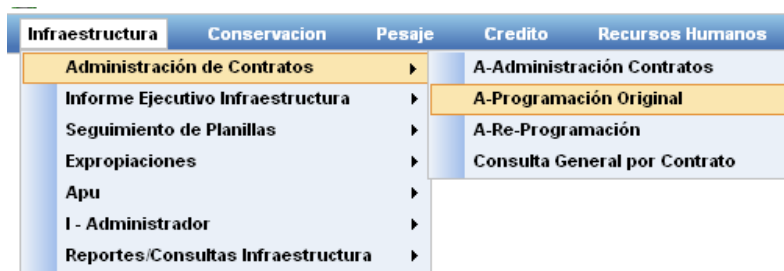 Infraestructura Conservacion Pesaje Credito Recursos Humanos
Administración de Contratos A-Administración Contratos
Informe Ejecutivo Infraestructura A-Programación Original
Seguimiento de Planillas A-Re-Programación
Expropiaciones Consulta General por Contrato
Apu
I - Administrador
Reportes/Consultas Infraestructura